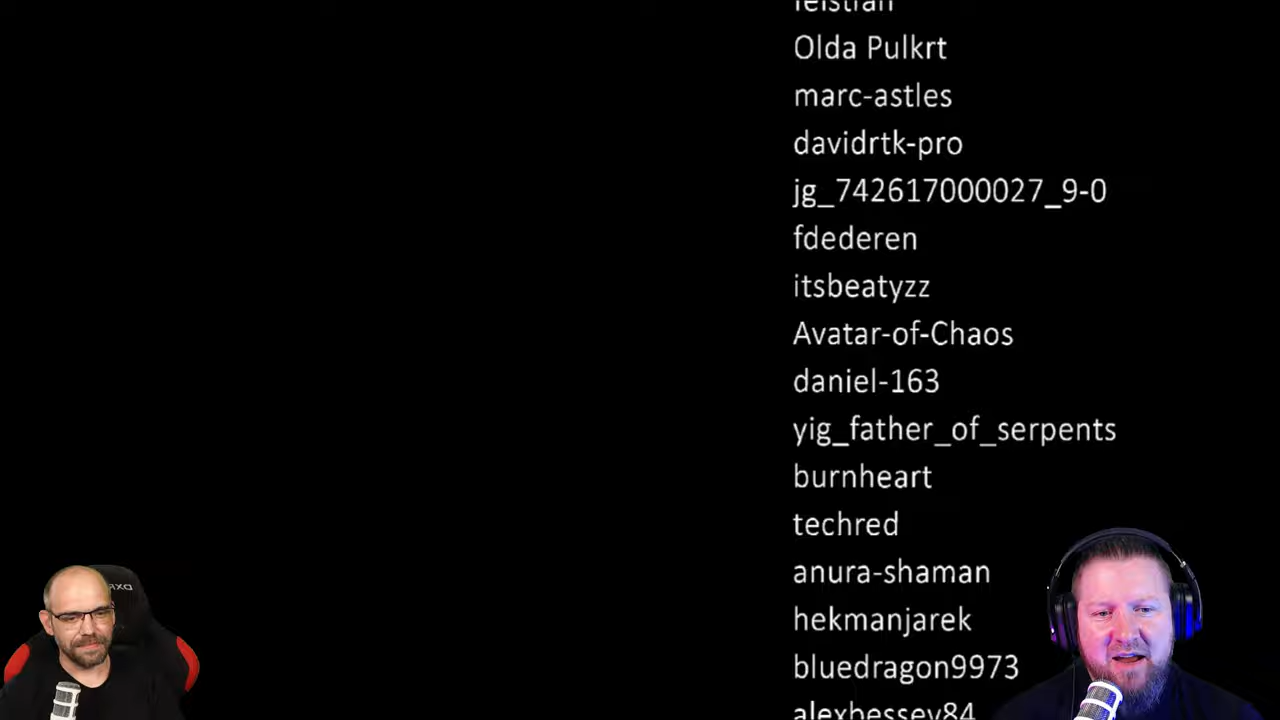 Olda Pulkrt
marc-astles
davidrtk-pro
jg_742617000027_9-0
fdederen
itsbeatyzz
Avatar-of-Chaos
daniel-163
yig_father_of_serpents
burnheart
techred
anura-shaman
hekmanjarek
bluedragon9973
alexbessey84